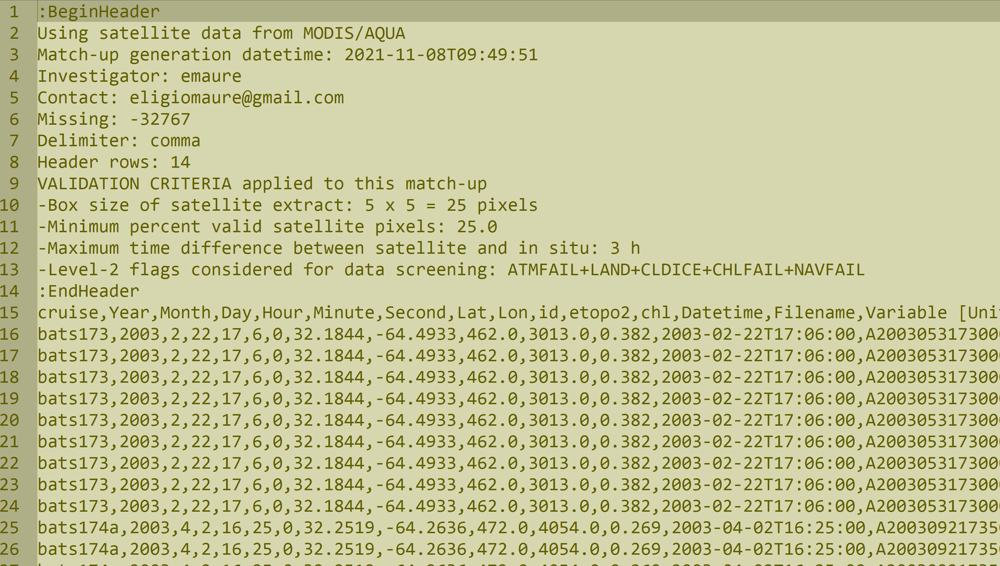 1 :BeginHeader
2 Using satellite data from MODIS/AQUA
3 Match-up generation datetime: 2021-11-08T09:49:51
4 Investigator: emaure
5 Contact: eligiomaure@gmail.com
6 Missing: -32767
7 Delimiter: comma
8 Header rows: 14
9 VALIDATION CRITERIA applied to this match-up
10 -Box size of satellite extract: 5 x 5 = 25 pixels
11 -Minimum percent valid satellite pixels: 25.0
12 -Maximum time difference between satellite and in situ: 3 h
13 -Level-2 flags considered for data screening: ATMFAIL+LAND+CLDICE+CHLFAIL+NAVFAIL
14 :EndHeader
15 cruise,Year,Month,Day,Hour,Minute,Second,Lat,Lon,id,etopo2,chl,Datetime,Filename,Variable [Uni
16 bats173,2003,2,22,17,6,0,32.1844,-64.4933,462.0,3013.0,0.382,2003-02-22T17:06:00,A200305317300
17 bats173,2003,2,22,17,6,0,32.1844,-64.4933,462.0,3013.0,0.382,2003-02-22T17:06:00,A200305317300
18 bats173,2003,2,22,17,6,0,32.1844,-64.4933,462.0,3013.0,0.382,2003-02-22T17:06:00,A200305317300
19 bats173,2003,2,22,17,6,0,32.1844,-64.4933,462.0,3013.0,0.382,2003-02-22T17:06:00,A200305317300
20 bats173,2003,2,22,17,6,0,32.1844,-64.4933,462.0,3013.0,0.382,2003-02-22T17:06:00,A200305317300
21 bats173,2003,2,22,17,6,0,32.1844,-64.4933,462.0,3013.0,0.382,2003-02-22T17:06:00,A200305317300
22 bats173,2003,2,22,17,6,0,32.1844,-64.4933,462.0,3013.0,0.382,2003-02-22T17:06:00,A200305317300
23 bats173,2003,2,22,17,6,0,32.1844,-64.4933,462.0,3013.0,0.382,2003-02-22T17:06:00,A200305317300
24 bats173,2003,2,22,17,6,0,32.1844,-64.4933,462.0,3013.0,0.382,2003-02-22T17:06:00,A200305317300
25 bats174a,2003,4,2,16,25,0,32.2519,-64.2636,472.0,4054.0,0.269,2003-04-02T16:25:00,A20030921735
26 bats174a,2003,4,2,16,25,0,32.2519,-64.2636,472.0,4054.0,0.269,2003-04-02T16:25:00,A20030921735